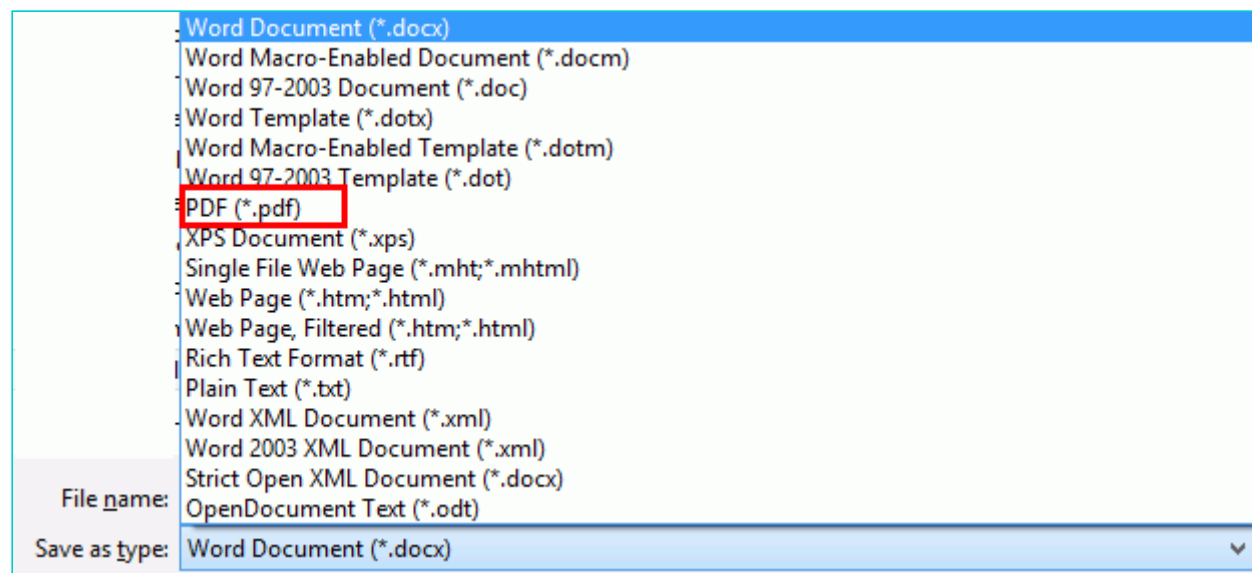 Word Document (*.docx)
Word Macro-Enabled Document (*.docm)
Word 97-2003 Document (*.doc)
Word Template (*.dotx)
Word Macro-Enabled Template (*.dotm)
Word 97-2003 Template (*.dot)
PDF (*.pdf)
XPS Document (*.xps)
Single File Web Page (*.mht;*.mhtml)
Web Page (*.htm;*.html)
Web Page, Filtered (*.htm;*.html)
Rich Text Format (*.rtf)
Plain Text (*.txt)
Word XML Document (*.xml)
Word 2003 XML Document (*.xml)
Strict Open XML Document (*.docx)
OpenDocument Text (*.odt)
File name:
Save as type: Word Document (*.docx)